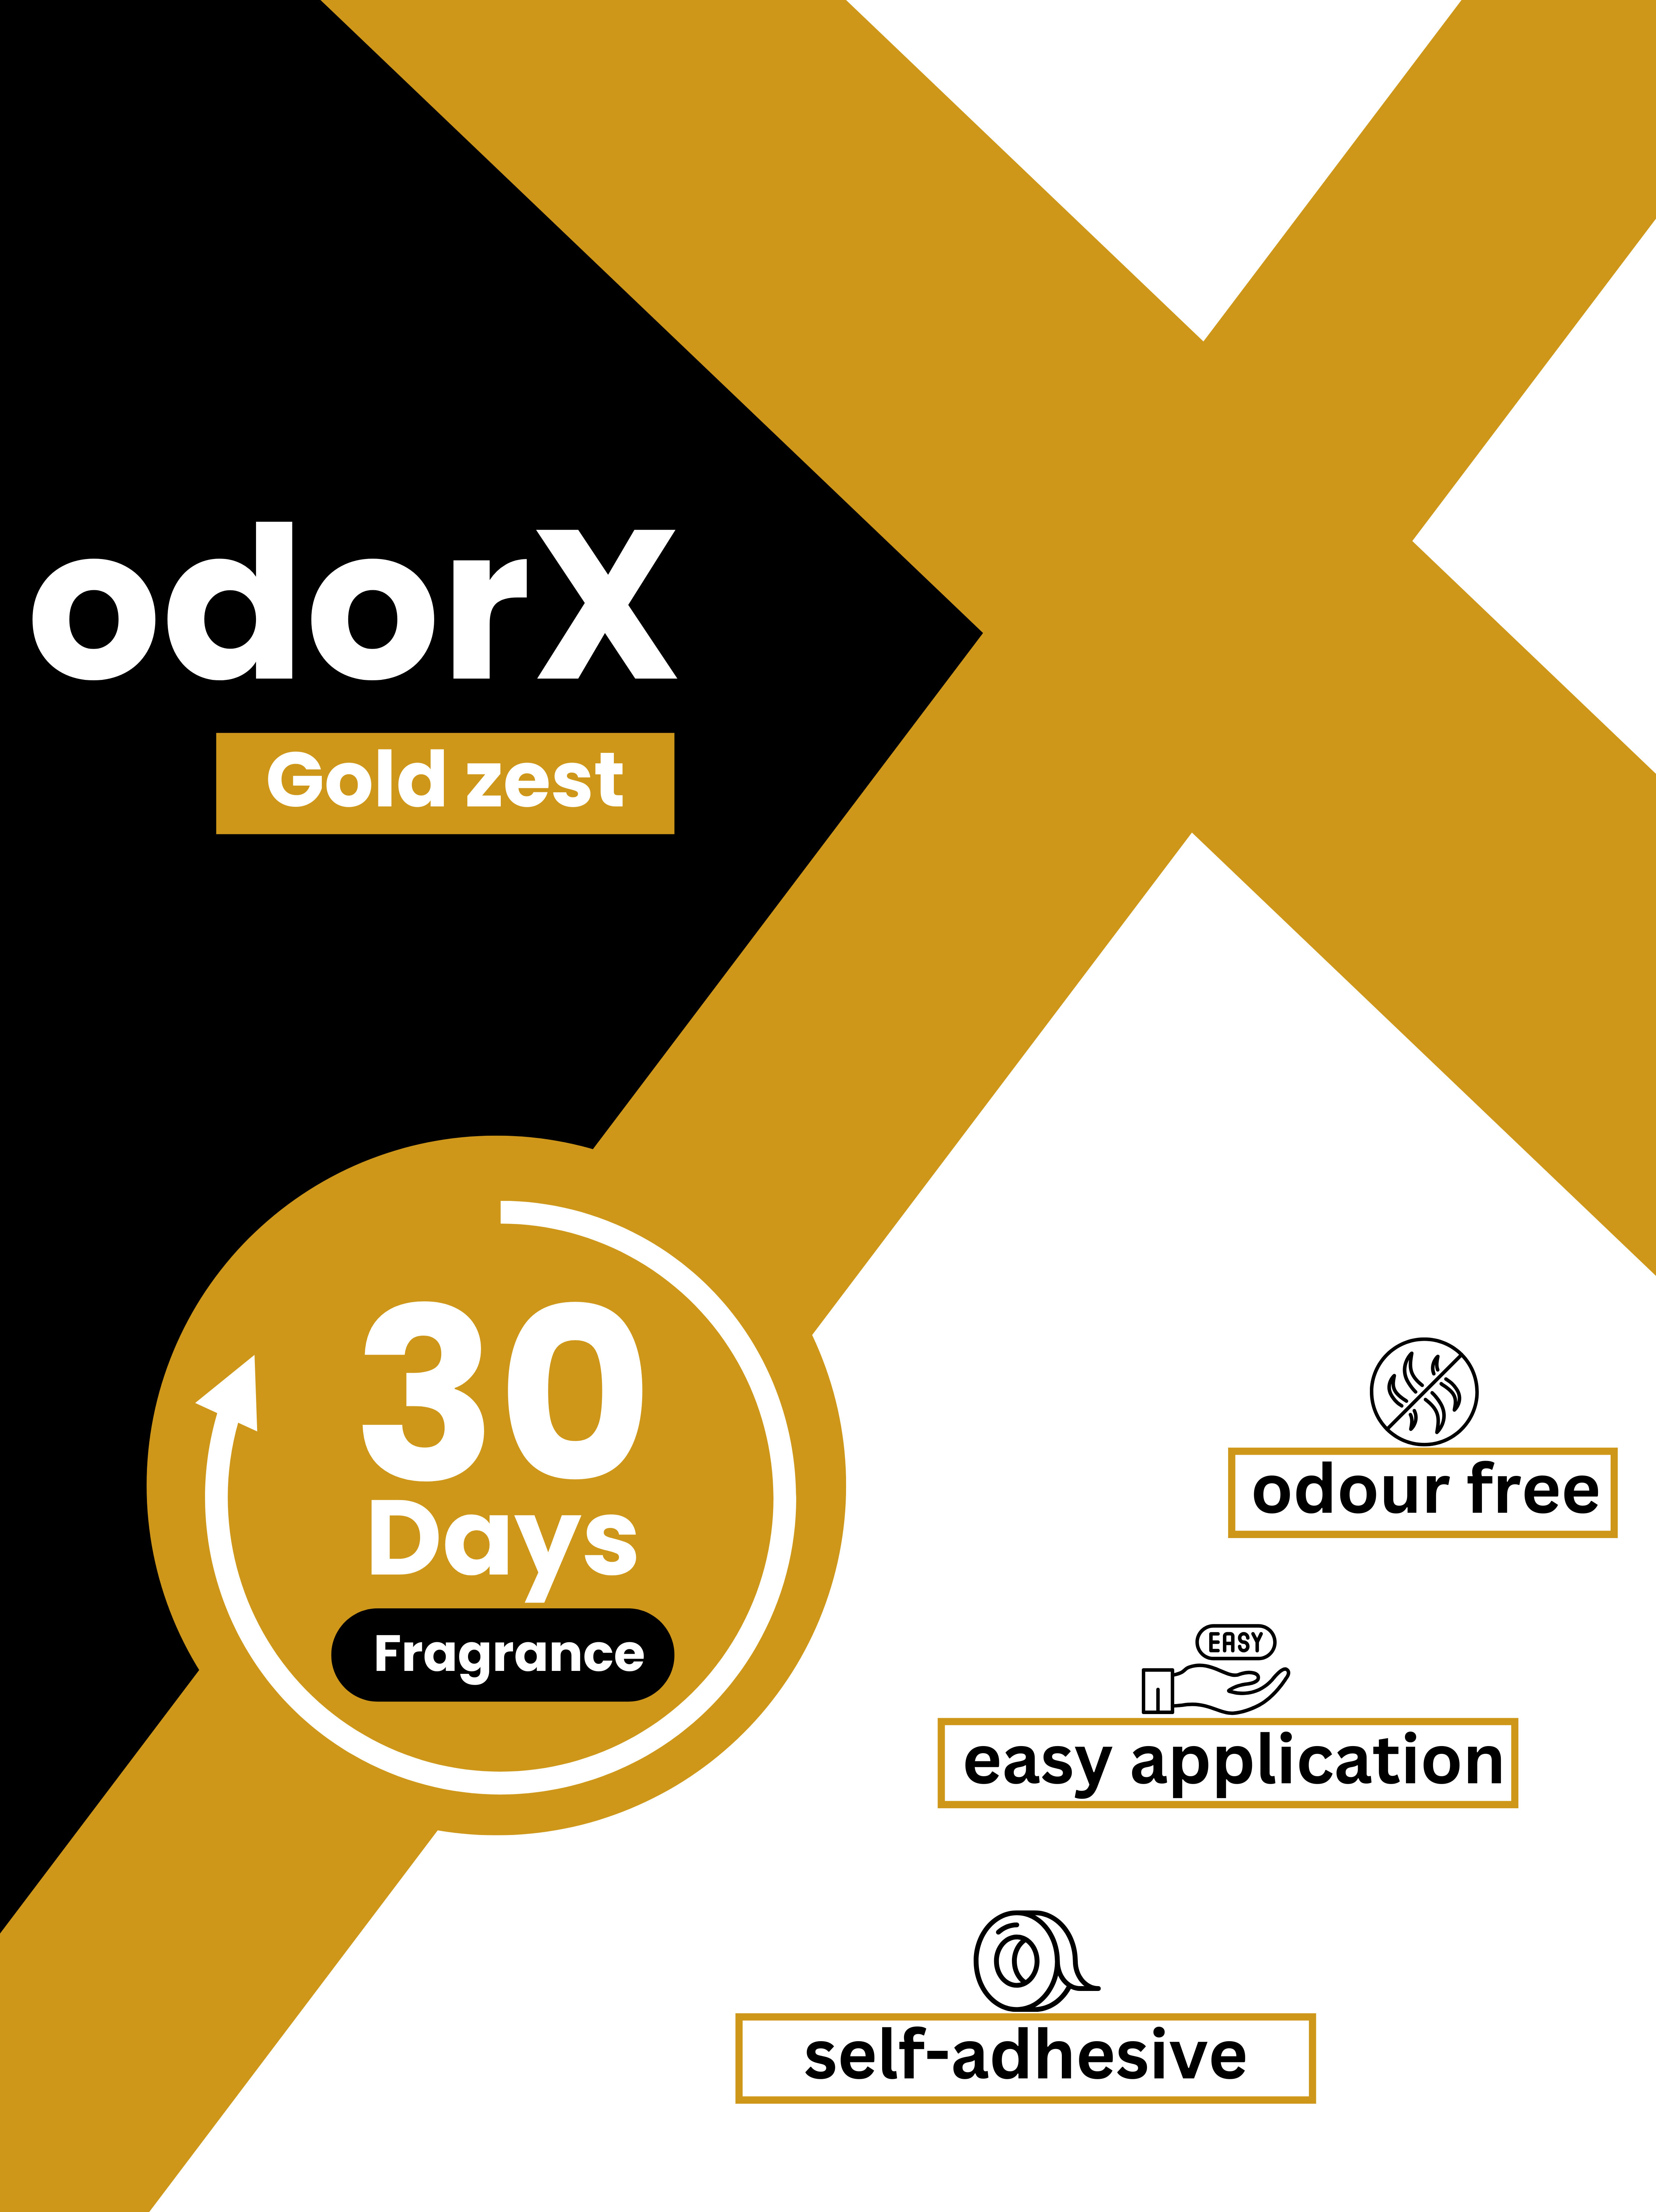 odorX
Gold zest
30
Days
Fragrance
odour free
EASY
easy application
self-adhesive